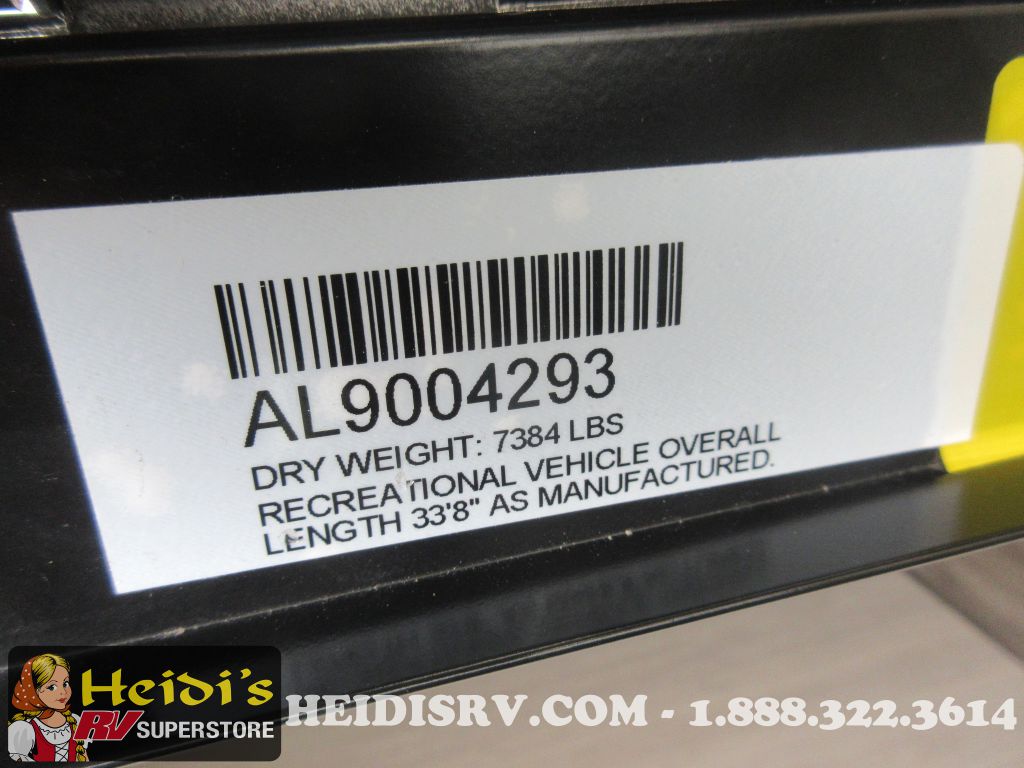 AL9004293
DRY WEIGHT: 7384 LBS
RECREATIONAL VEHICLE OVERALL
LENGTH 33'8" AS MANUFACTURED.
Heidi's
RV SUPERSTORE
HEIDISRV.COM - 1.888.322.3614